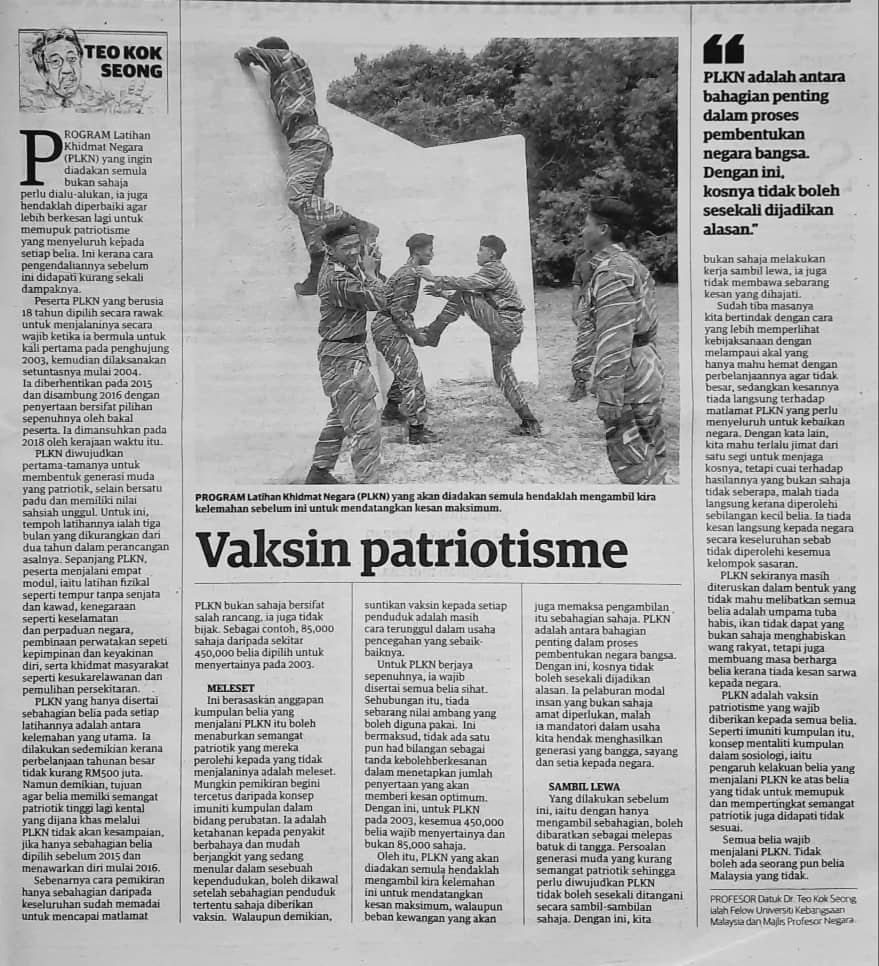 TEO KOK
SEONG
PROGRAM Latihan
Khidmat Negara
(PLKN) yang ingin
diadakan semula
bukan sahaja
perlu dialu-alukan, ia juga
hendaklah diperbaiki agar
lebih berkesan lagi untuk
memupuk patriotisme
yang menyeluruh kepada
setiap belia. Ini kerana cara
pengendaliannya sebelum
ini didapati kurang sekali
dampaknya.
Peserta PLKN yang berusia
18 tahun dipilih secara rawak
untuk menjalaninya secara
wajib ketika ia bermula untuk
kali pertama pada penghujung
2003, kemudian dilaksanakan
setuntasnya mulai 2004.
Ia diberhentikan pada 2015
dan disambung 2016 dengan
penyertaan bersifat pilihan
sepenuhnya oleh bakal
peserta. Ia dimansuhkan pada
2018 oleh kerajaan waktu itu.
PLKN diwujudkan
pertama-tamanya untuk
membentuk generasi muda
yang patriotik, selain bersatu
padu dan memiliki nilai
sahsiah unggul. Untuk ini,
tempoh latihannya ialah tiga
bulan yang dikurangkan dari
dua tahun dalam perancangan
asalnya. Sepanjang PLKN,
peserta menjalani empat
modul, iaitu latihan fizikal
seperti tempur tanpa senjata
dan kawad, kenegaraan
seperti keselamatan
dan perpaduan negara,
pembinaan perwatakan sepeti
kepimpinan dan keyakinan
diri, serta khidmat masyarakat
seperti kesukarelawanan dan
pemulihan persekitaran.
PLKN yang hanya disertai
sebahagian belia pada setiap
latihannya adalah antara
kelemahan yang utama. Ia
dilakukan sedemikian kerana
perbelanjaan tahunan besar
tidak kurang RM500 juta.
Namun demikian, tujuan
agar belia memilki semangat
patriotik tinggi lagi kental
yang dijana khas melalui
PLKN tidak akan kesampaian,
jika hanya sebahagian belia
dipilih sebelum 2015 dan
menawarkan diri mulai 2016.
Sebenarnya cara pemikiran
hanya sebahagian daripada
keseluruhan sudah memadai
untuk mencapai matlamat
PROGRAM Latihan Khidmat Negara (PLKN) yang akan diadakan semula hendaklah mengambil kira
kelemahan sebelum ini untuk mendatangkan kesan maksimum.
Vaksin patriotisme
PLKN bukan sahaja bersifat
salah rancang, ia juga tidak
bijak. Sebagai contoh, 85,000
sahaja daripada sekitar
450,000 belia dipilih untuk
menyertainya pada 2003.
MELESET
Ini berasaskan anggapan
kumpulan belia yang
menjalani PLKN itu boleh
menaburkan semangat
patriotik yang mereka
perolehi kepada yang tidak
menjalaninya adalah meleset.
Mungkin pemikiran begini
tercetus daripada konsep
imuniti kumpulan dalam
bidang perubatan. Ia adalah
ketahanan kepada penyakit
berbahaya dan mudah
berjangkit yang sedang
menular dalam sesebuah
kependudukan, boleh dikawal
setelah sebahagian penduduk
tertentu sahaja diberikan
vaksin. Walaupun demikian,
suntikan vaksin kepada setiap
penduduk adalah masih
cara terunggul dalam usaha
pencegahan yang sebaik-
baiknya.
Untuk PLKN berjaya
sepenuhnya, ia wajib
disertai semua belia sihat.
Sehubungan itu, tiada
sebarang nilai ambang yang
boleh diguna pakai. Ini
bermaksud, tidak ada satu
pun had bilangan sebagai
tanda kebolehberkesanan
dalam menetapkan jumlah
penyertaan yang akan
memberi kesan optimum.
Dengan ini, untuk PLKN
pada 2003, kesemua 450,000
belia wajib menyertainya dan
bukan 85,000 sahaja.
Oleh itu, PLKN yang akan
diadakan semula hendaklah
mengambil kira kelemahan
ini untuk mendatangkan
kesan maksimum, walaupun
beban kewangan yang akan
juga memaksa pengambilan
itu sebahagian sahaja. PLKN
adalah antara bahagian
penting dalam proses
pembentukan negara bangsa.
Dengan ini, kosnya tidak
boleh sesekali dijadikan
alasan. Ia pelaburan modal
insan yang bukan sahaja
amat diperlukan, malah
ia mandatori dalam usaha
kita hendak menghasilkan
generasi yang bangga, sayang
dan setia kepada negara.
SAMBIL LEWA
Yang dilakukan sebelum
ini, iaitu dengan hanya
mengambil sebahagian, boleh
dibaratkan sebagai melepas
batuk di tangga. Persoalan
generasi muda yang kurang
semangat patriotik sehingga
perlu diwujudkan PLKN
tidak boleh sesekali ditangani
secara sambil-sambilan
sahaja. Dengan ini, kita
“
PLKN adalah antara
bahagian penting
dalam proses
pembentukan
negara bangsa.
Dengan ini,
kosnya tidak boleh
sesekali dijadikan
alasan.”
bukan sahaja melakukan
kerja sambil lewa, ia juga
tidak membawa sebarang
kesan yang dihajati.
Sudah tiba masanya
kita bertindak dengan cara
yang lebih memperlihat
kebijaksanaan dengan
melampaui akal yang
hanya mahu hemat dengan
perbelanjaannya agar tidak
besar, sedangkan kesannya
tiada langsung terhadap
matlamat PLKN yang perlu
menyeluruh untuk kebaikan
negara. Dengan kata lain,
kita mahu terlalu jimat dari
satu segi untuk menjaga
kosnya, tetapi cuai terhadap
hasilannya yang bukan sahaja
tidak seberapa, malah tiada
langsung kerana diperolehi
sebilangan kecil belia. Ia tiada
kesan langsung kepada negara
secara keseluruhan sebab
tidak diperolehi kesemua
kelompok sasaran.
PLKN sekiranya masih
diteruskan dalam bentuk yang
tidak mahu melibatkan semua
belia adalah umpama tuba
habis, ikan tidak dapat yang
bukan sahaja menghabiskan
wang rakyat, tetapi juga
membuang masa berharga
belia kerana tiada kesan sarwa
kepada negara.
PLKN adalah vaksin
patriotisme yang wajib
diberikan kepada semua belia.
Seperti imuniti kumpulan itu,
konsep mentaliti kumpulan
dalam sosiologi, iaitu
pengaruh kelakuan belia yang
menjalani PLKN ke atas belia
yang tidak untuk memupuk
dan mempertingkat semangat
patriotik juga didapati tidak
sesuai.
Semua belia wajib
menjalani PLKN. Tidak
boleh ada seorang pun belia
Malaysia yang tidak.
PROFESOR Datuk Dr. Teo Kok Seong
ialah Felow Universiti Kebangsaan
Malaysia dan Majlis Profesor Negara